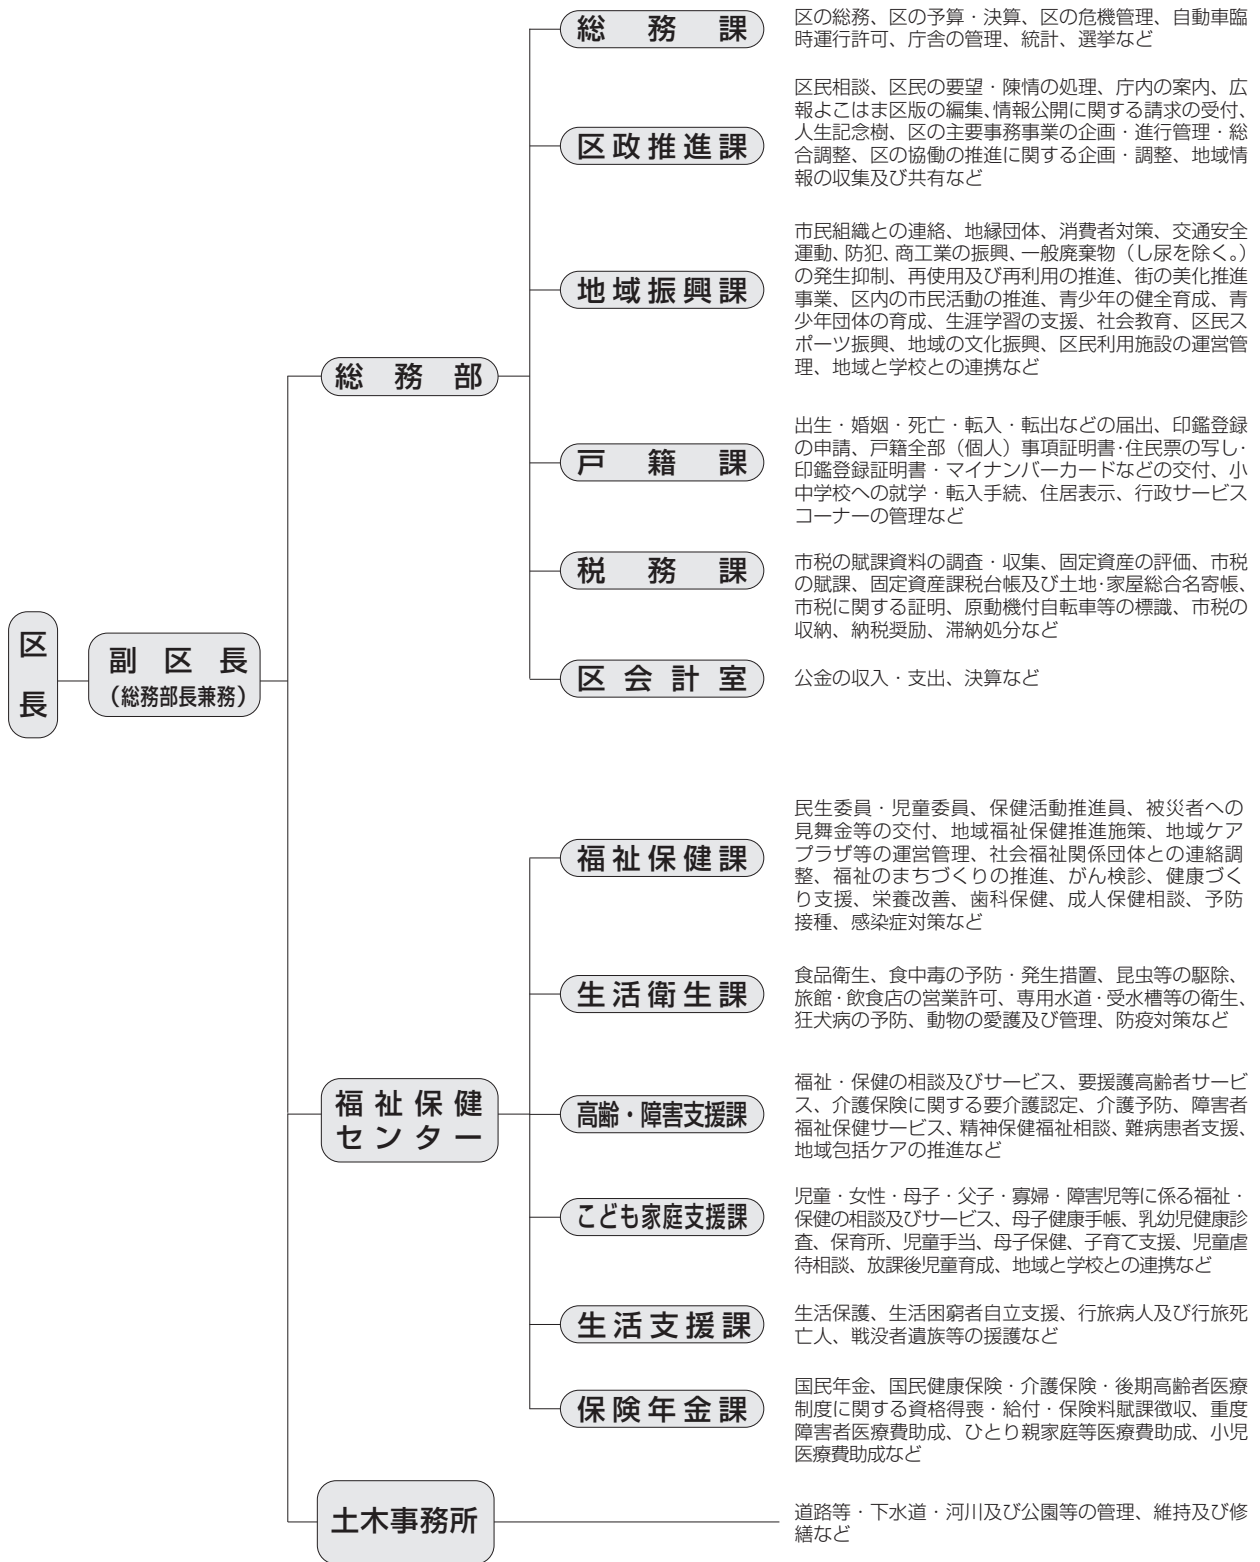 区長
副区長
（総務部長兼務）
総務部
総務課
区の総務、区の予算・決算、区の危機管理、自動車臨
時運行許可、庁舎の管理、統計、選挙など
区政推進課
区民相談、区民の要望・陳情の処理、庁内の案内、広
報よこはま区版の編集、情報公開に関する請求の受付、
人生記念樹、区の主要事務事業の企画・進行管理・総
合調整、区の協働の推進に関する企画・調整、地域情
報の収集及び共有など
地域振興課
市民組織との連絡、地縁団体、消費者対策、交通安全
運動、防犯、商工業の振興、一般廃棄物（し尿を除く。）
の発生抑制、再使用及び再利用の推進、街の美化推進
事業、区内の市民活動の推進、青少年の健全育成、青
少年団体の育成、生涯学習の支援、社会教育、区民ス
ポーツ振興、地域の文化振興、区民利用施設の運営管
理、地域と学校との連携など
戸籍課
出生・婚姻・死亡・転入・転出などの届出、印鑑登録
の申請、戸籍全部（個人）事項証明書・住民票の写し・
印鑑登録証明書・マイナンバーカードなどの交付、小
中学校への就学・転入手続、住居表示、行政サービス
コーナーの管理など
税務課
市税の賦課資料の調査・収集、固定資産の評価、市税
の賦課、固定資産課税台帳及び土地・家屋総合名寄帳、
市税に関する証明、原動機付自転車等の標識、市税の
収納、納税奨励、滞納処分など
区会計室
公金の収入・支出、決算など
福祉保健
センター
福祉保健課
民生委員・児童委員、保健活動推進員、被災者への
見舞金等の交付、地域福祉保健推進施策、地域ケア
プラザ等の運営管理、社会福祉関係団体との連絡調
整、福祉のまちづくりの推進、がん検診、健康づく
り支援、栄養改善、歯科保健、成人保健相談、予防
接種、感染症対策など
生活衛生課
食品衛生、食中毒の予防・発生措置、昆虫等の駆除、
旅館・飲食店の営業許可、専用水道・受水槽等の衛生、
狂犬病の予防、動物の愛護及び管理、防疫対策など
高齢・障害支援課
福祉・保健の相談及びサービス、要援護高齢者サービ
ス、介護保険に関する要介護認定、介護予防、障害者
福祉保健サービス、精神保健福祉相談、難病患者支援、
地域包括ケアの推進など
こども家庭支援課
児童・女性・母子・父子・寡婦・障害児等に係る福祉・
保健の相談及びサービス、母子健康手帳、乳幼児健康診
査、保育所、児童手当、母子保健、子育て支援、児童虐
待相談、放課後児童育成、地域と学校との連携など
生活支援課
生活保護、生活困窮者自立支援、行旅病人及び行旅死
亡人、戦没者遺族等の援護など
保険年金課
国民年金、国民健康保険・介護保険・後期高齢者医療
制度に関する資格得喪・給付・保険料賦課徴収、重度
障害者医療費助成、ひとり親家庭等医療費助成、小児
医療費助成など
土木事務所
道路等・下水道・河川及び公園等の管理、維持及び修
繕など